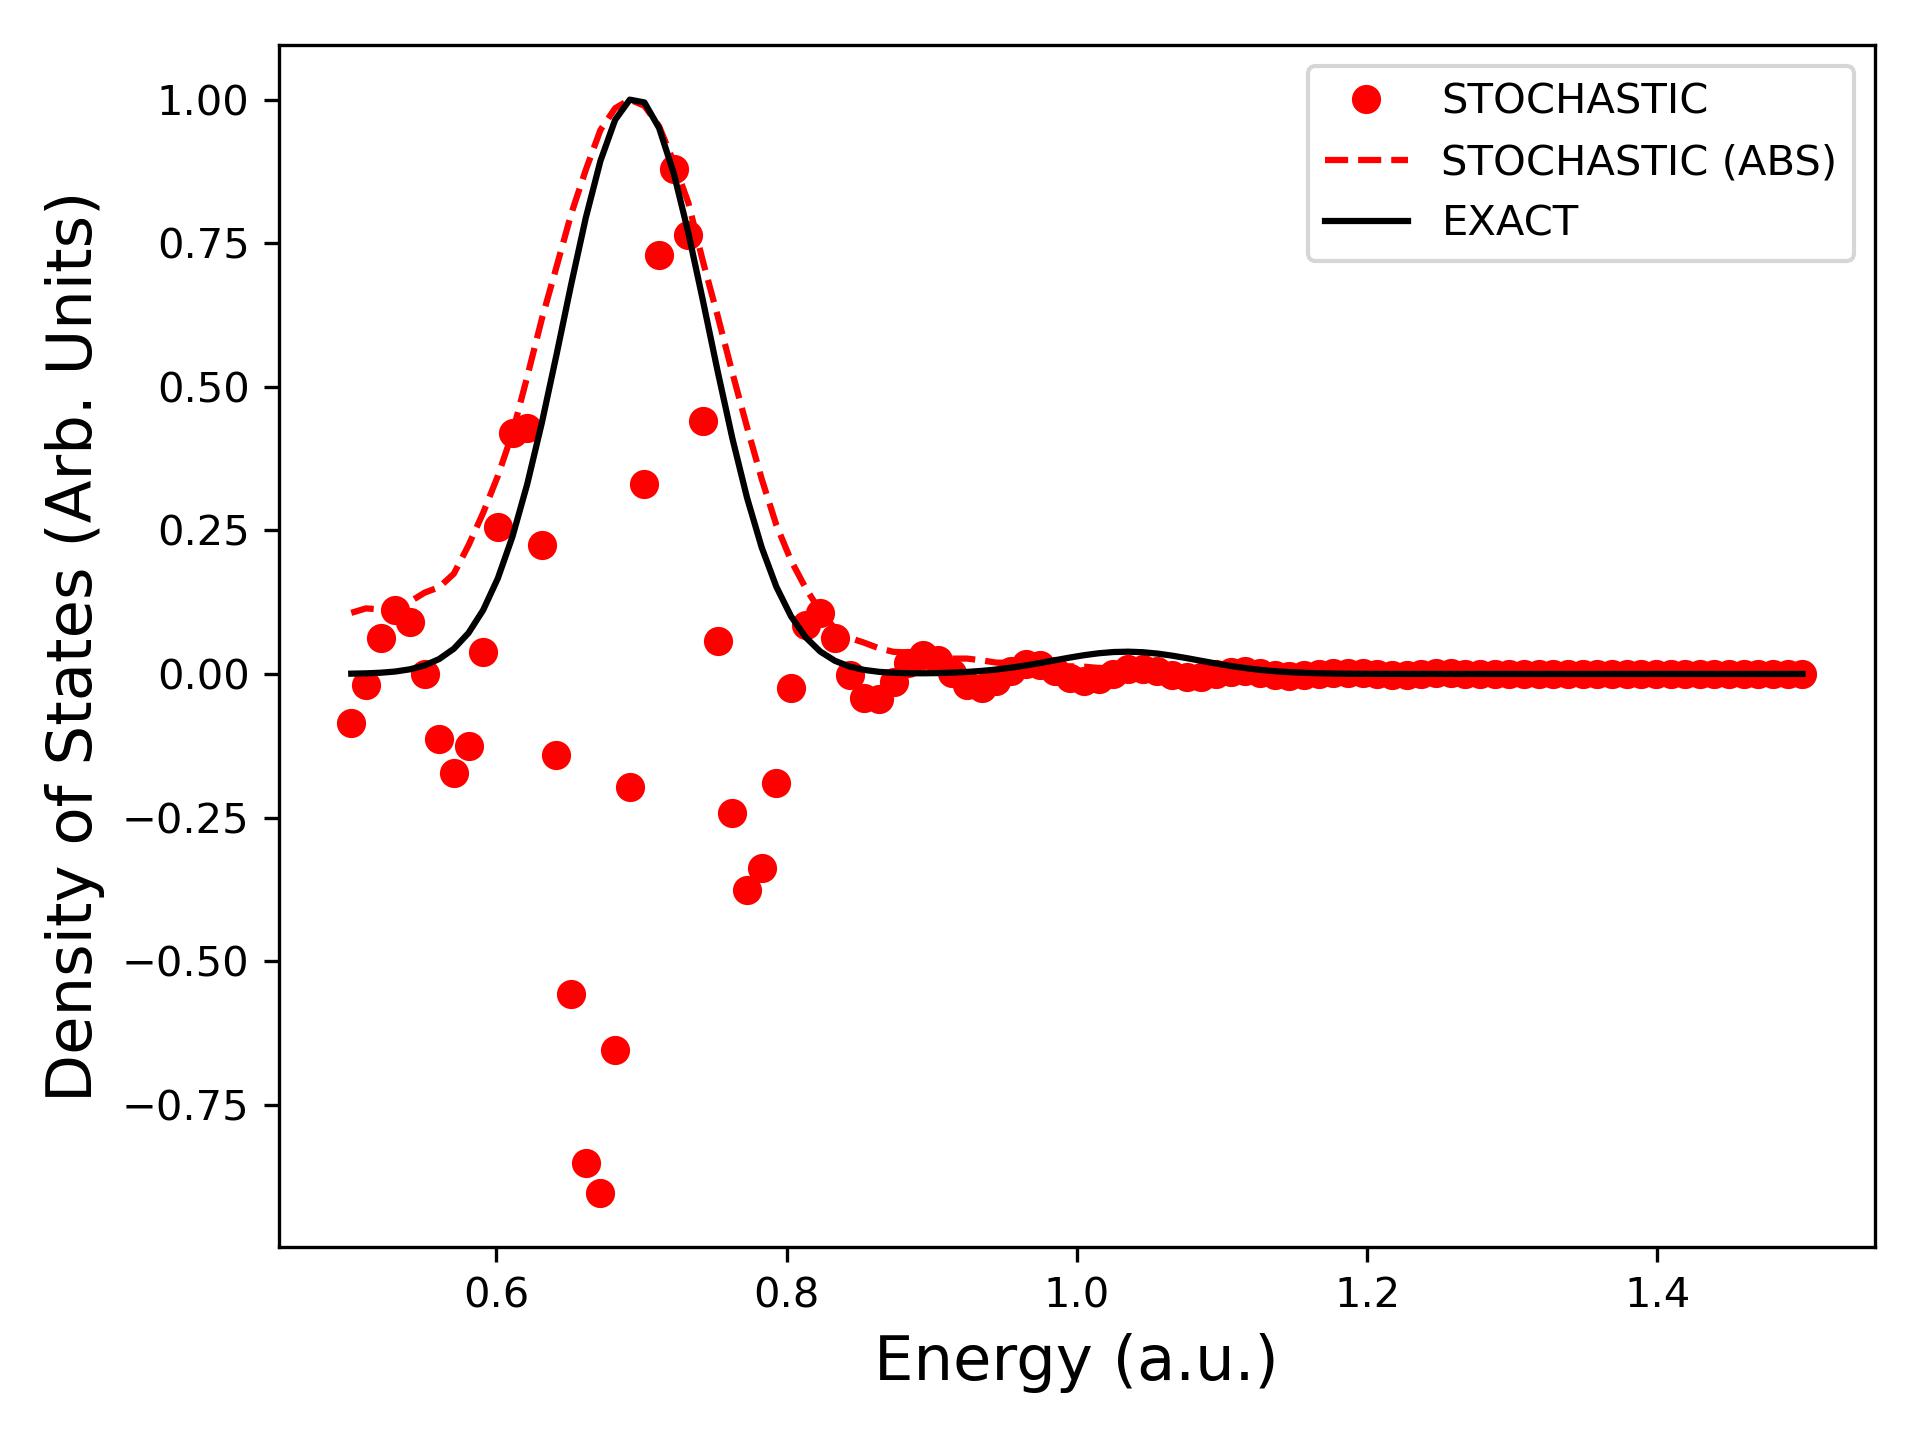 STOCHASTIC
STOCHASTIC (ABS)
EXACT
Density of States (Arb. Units)
1.00
0.75
0.50
0.25
0.00
−0.25
−0.50
−0.75
0.6 0.8 1.0 1.2 1.4
Energy (a.u.)